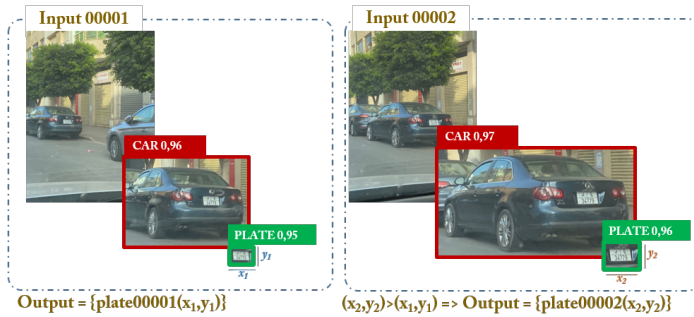 Input 00001
CAR 0,96
PLATE 0,95
y1
x1
Output = {plate00001(x1,y1)}
Input 00002
CAR 0,97
PLATE 0,96
y2
x2
(x2,y2)>(x1,y1) => Output = {plate00002(x2,y2)}